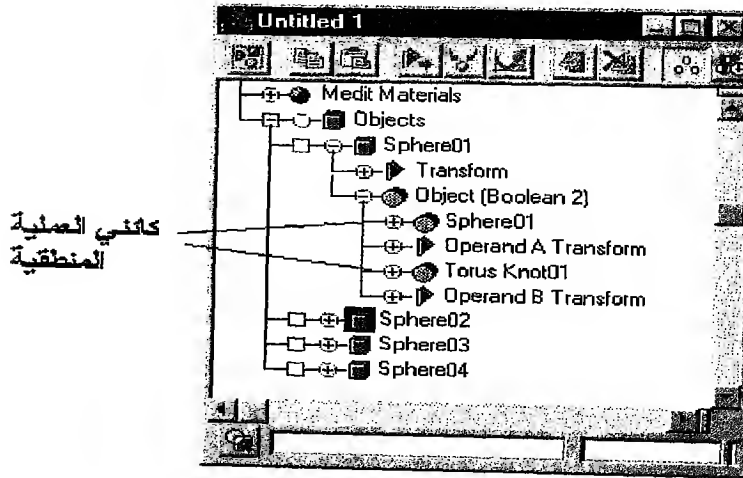 Untitled 1
Medit Materials
Objects
Sphere01
Transform
Object (Boolean 2)
Sphere01
Operand A Transform
Torus Knot01
Operand B Transform
Sphere02
Sphere03
Sphere04
كائني العملية
المنطقية